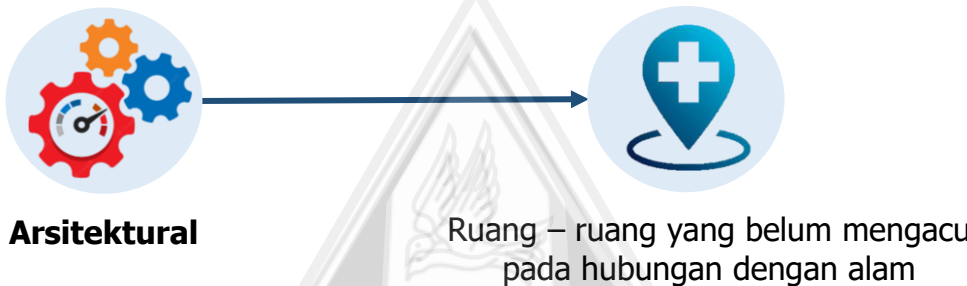 Arsitektural
Ruang – ruang yang belum mengacu
pada hubungan dengan alam